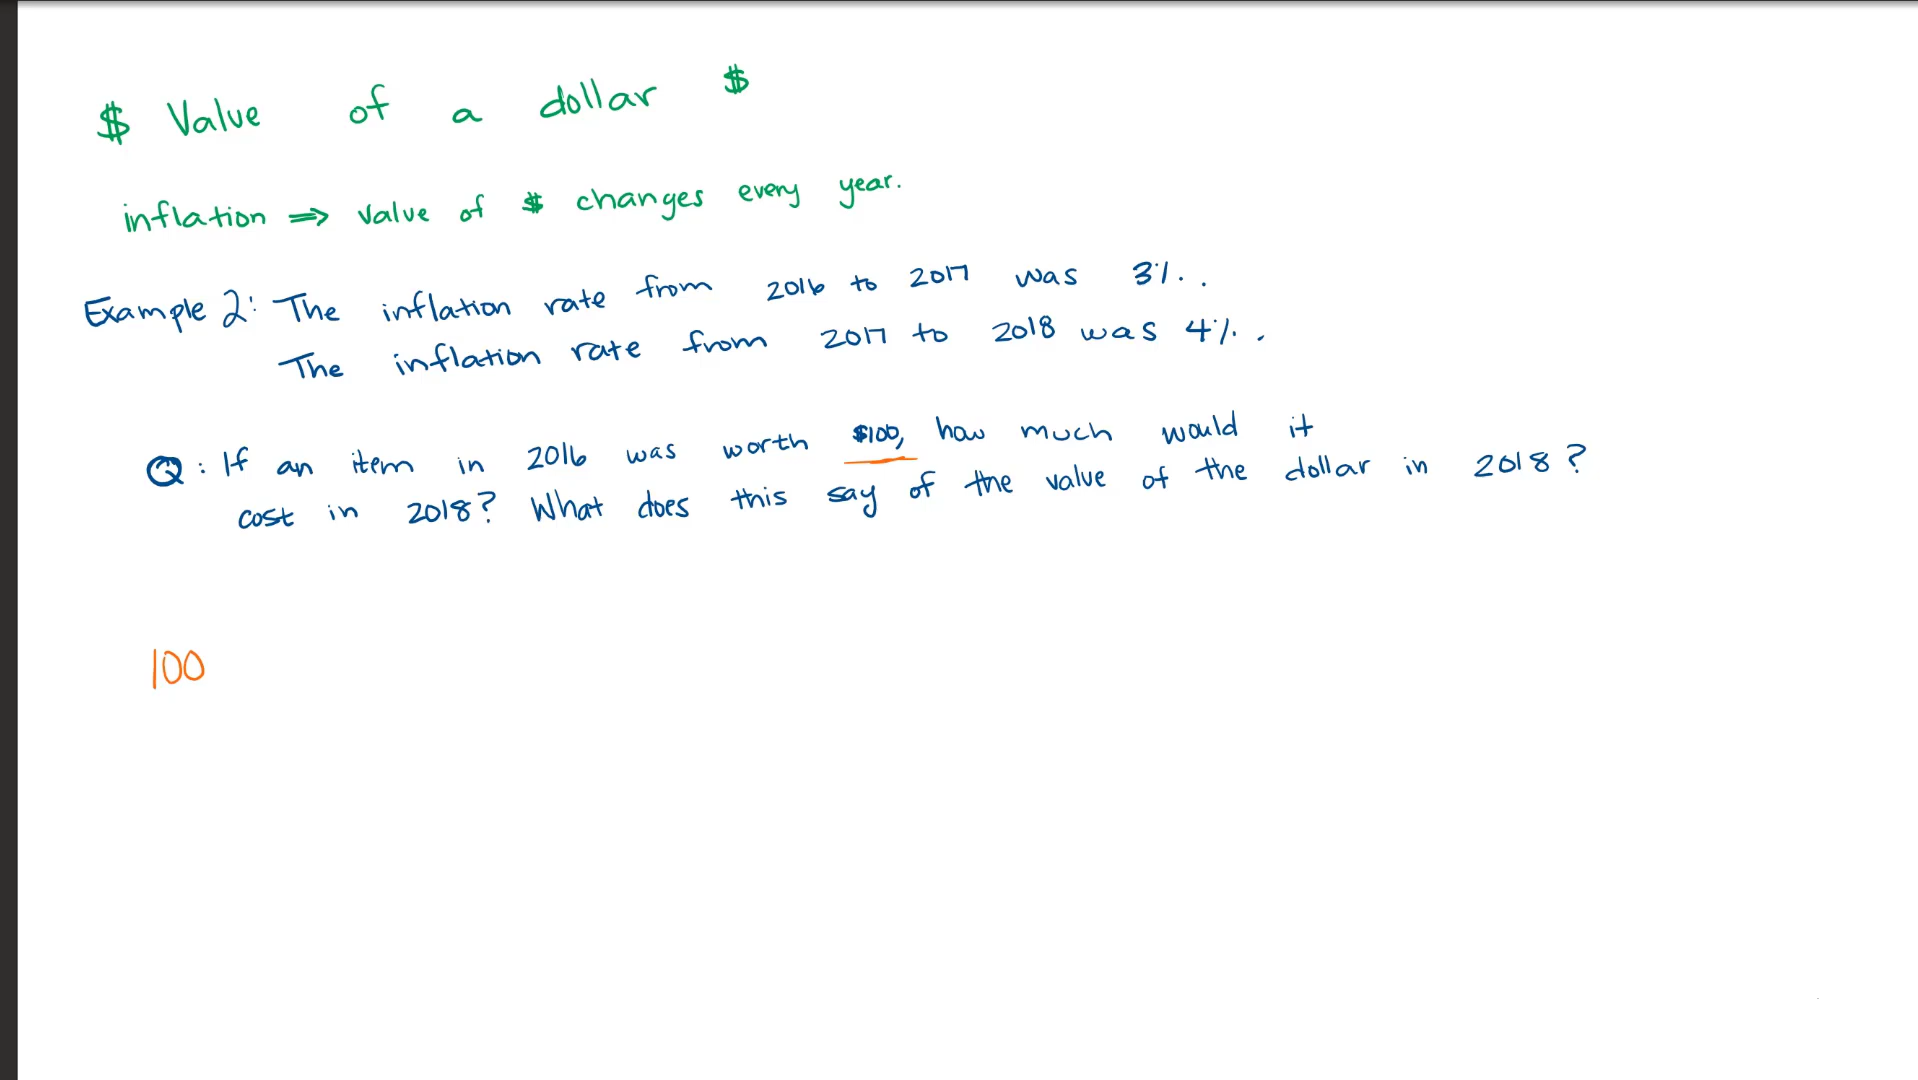 $ Value of a dollar $
inflation ⇒ value of $ changes every year.
Example 2: The inflation rate from 2016 to 2017 was 3%.
The inflation rate from 2017 to 2018 was 4%.
Q: If an item in 2016 was worth $100, how much would it
cost in 2018? What does this say of the value of the dollar in 2018?
100